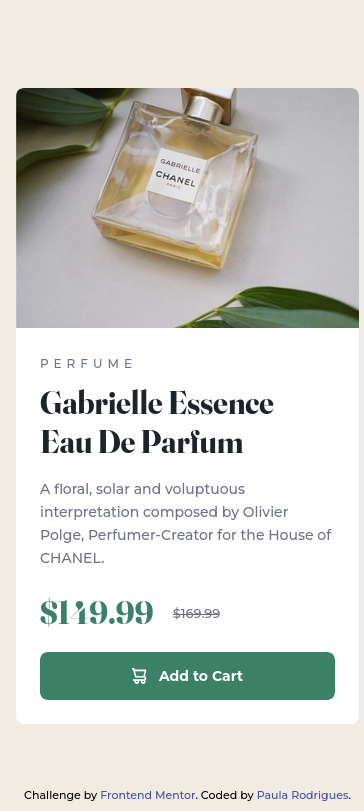 GABRIELLE
CHANEL
PARIS
PERFUME
Gabrielle Essence
Eau De Parfum
A floral, solar and voluptuous
interpretation composed by Olivier
Polge, Perfumer-Creator for the House of
CHANEL.
$149.99 $169.99
Add to Cart
Challenge by Frontend Mentor. Coded by Paula Rodrigues.